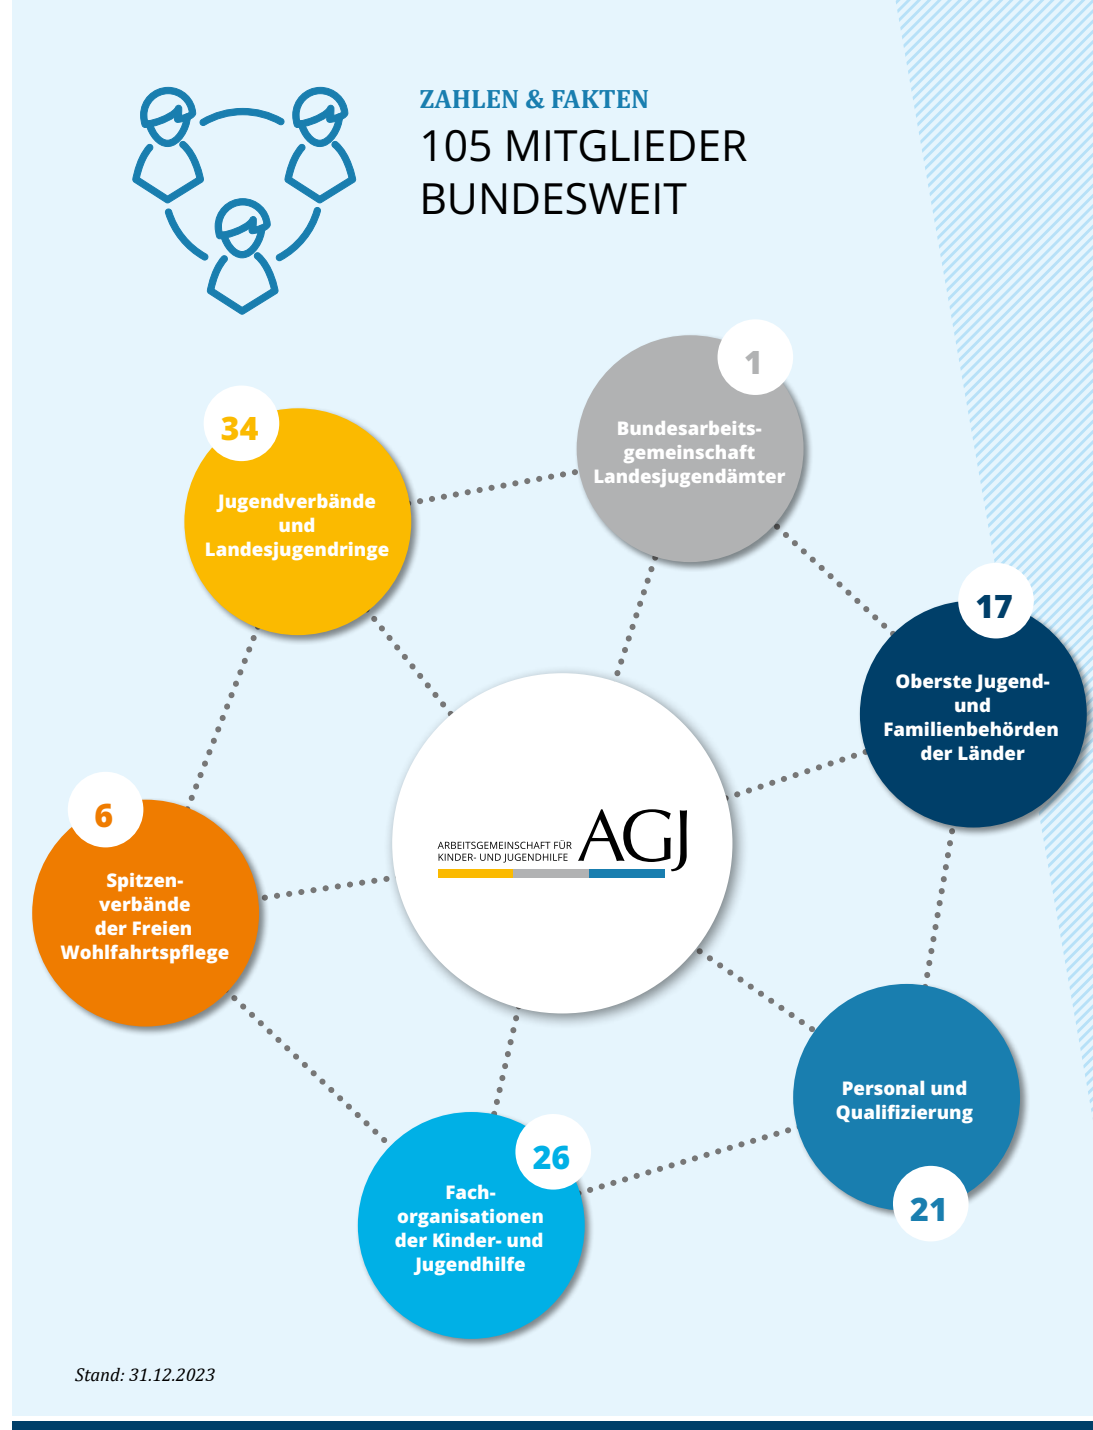 ZAHLEN & FAKTEN
105 MITGLIEDER
BUNDESWEIT
1
Bundesarbeits-
gemeinschaft
Landesjugendämter
34
Jugendverbände
und
Landesjugendringe
17
Oberste Jugend-
und
Familienbehörden
der Länder
6
Spitzen-
verbände
der Freien
Wohlfahrtspflege
ARBEITSGEMEINSCHAFT FÜR
KINDER- UND JUGENDHILFE
AGJ
Personal und
Qualifizierung
21
26
Fach-
organisationen
der Kinder- und
Jugendhilfe
Stand: 31.12.2023